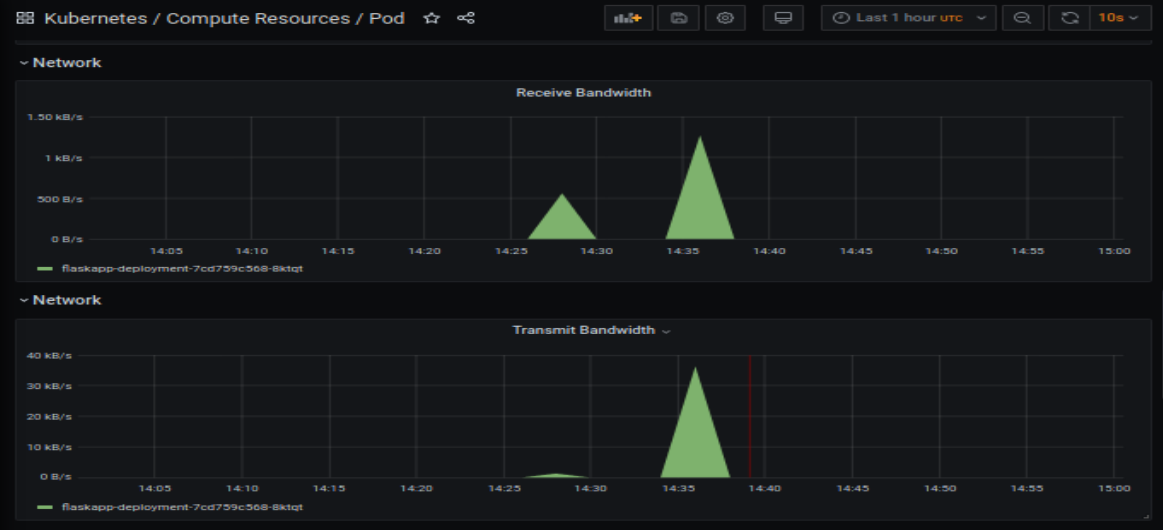 Kubernetes / Compute Resources / Pod
Last 1 hour UTC
10s
Network
Receive Bandwidth
1.50 kB/s
1 kB/s
500 B/s
0 B/s
14:05 14:10 14:15 14:20 14:25 14:30 14:35 14:40 14:45 14:50 14:55 15:00
flaskapp-deployment-7cd759c568-8ktqt
Network
Transmit Bandwidth
40 kB/s
30 kB/s
20 kB/s
10 kB/s
0 B/s
14:05 14:10 14:15 14:20 14:25 14:30 14:35 14:40 14:45 14:50 14:55 15:00
flaskapp-deployment-7cd759c568-8ktqt